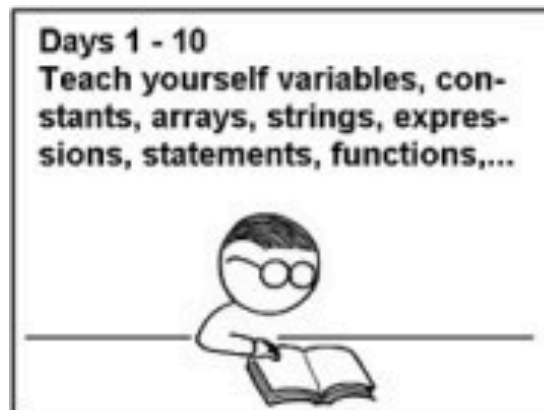 Days 1 - 10
Teach yourself variables, con-
stants, arrays, strings, expres-
sions, statements, functions,...